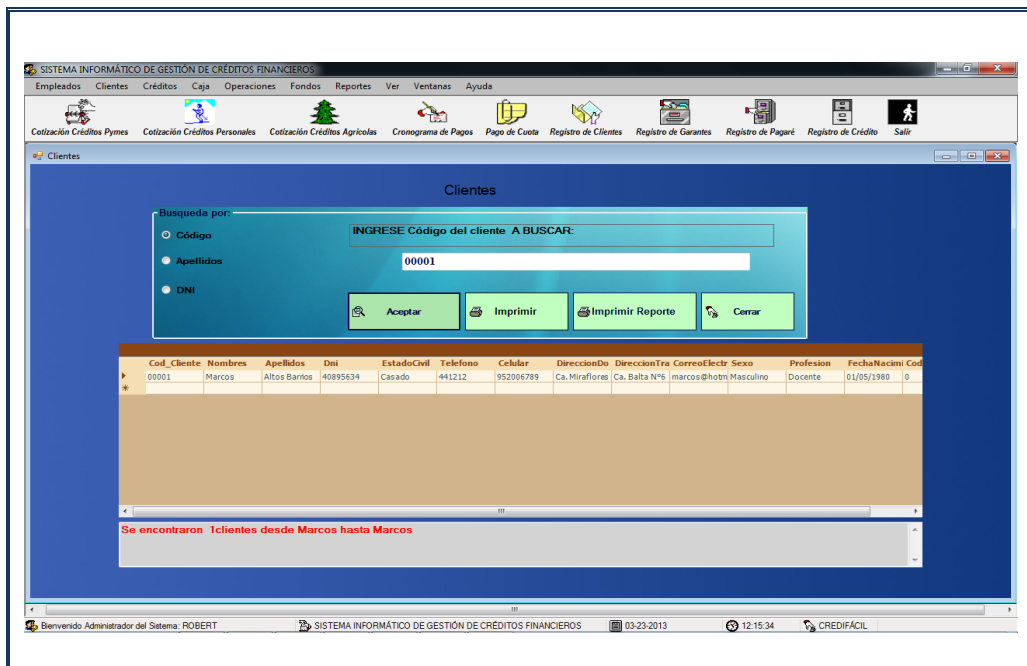 SISTEMA INFORMÁTICO DE GESTIÓN DE CRÉDITOS FINANCIEROS
Empleados Clientes Créditos Caja Operaciones Fondos Reportes Ver Ventanas Ayuda
Cotización Créditos Pymes Cotización Créditos Personales Cotización Créditos Agrícolas Cronograma de Pagos Pago de Cuota Registro de Clientes Registro de Garantes Registro de Pagaré Registro de Crédito Salir
Clientes
Clientes
Busqueda por:
Código
INGRESE Código del cliente A BUSCAR:
Apellidos
00001
DNI
Aceptar Imprimir Imprimir Reporte Cerrar
Cod_Cliente Nombres Apellidos Dni EstadoCivil Telefono Celular DireccionDo DireccionTra CorreoElectr Sexo Profesion FechaNacimi Cod
00001 Marcos Altos Barrios 40895634 Casado 441212 952006789 Ca. Miraflores Ca. Balta Nº6 marcos@hotm Masculino Docente 01/05/1980 0
Se encontraron 1clientes desde Marcos hasta Marcos
Bienvenido Administrador del Sistema: ROBERT SISTEMA INFORMÁTICO DE GESTIÓN DE CRÉDITOS FINANCIEROS 03-23-2013 12:15:34 CREDIFÁCIL